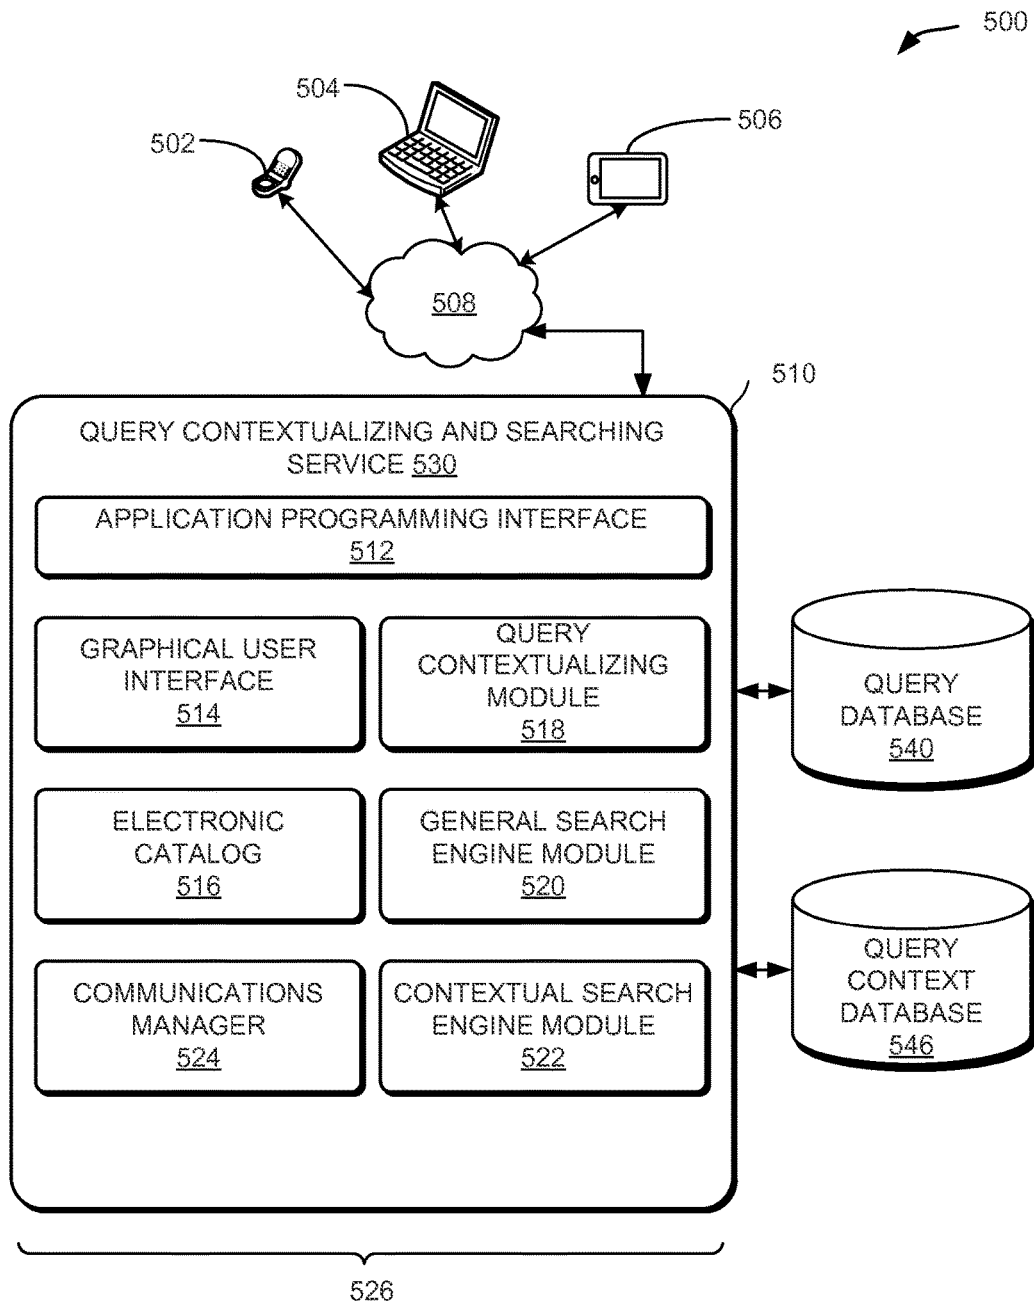 500
504
506
502
508
510
QUERY CONTEXTUALIZING AND SEARCHING
SERVICE 530
APPLICATION PROGRAMMING INTERFACE
512
GRAPHICAL USER
INTERFACE
514
QUERY
CONTEXTUALIZING
MODULE
518
QUERY
DATABASE
540
ELECTRONIC
CATALOG
516
GENERAL SEARCH
ENGINE MODULE
520
QUERY
CONTEXT
DATABASE
546
COMMUNICATIONS
MANAGER
524
CONTEXTUAL SEARCH
ENGINE MODULE
522
526